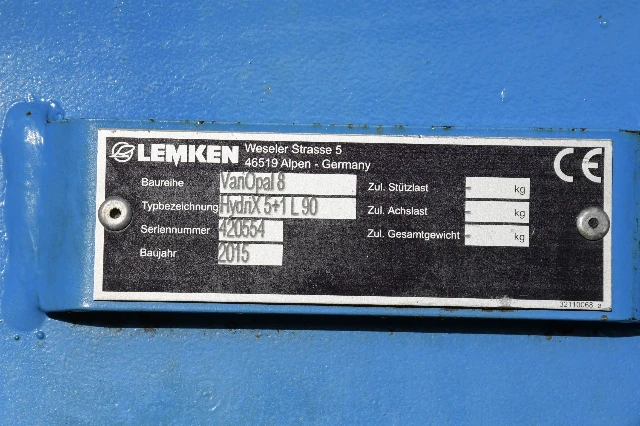 LEMKEN Weseler Strasse 5
46519 Alpen - Germany
CE
Baureihe VariOpal 8 Zul. Stützlast - kg
Typbezeichnung HydriX 5+1 L 90 Zul. Achslast - kg
Seriennummer 420554 Zul. Gesamtgewicht - kg
Baujahr 2015
32110068 a